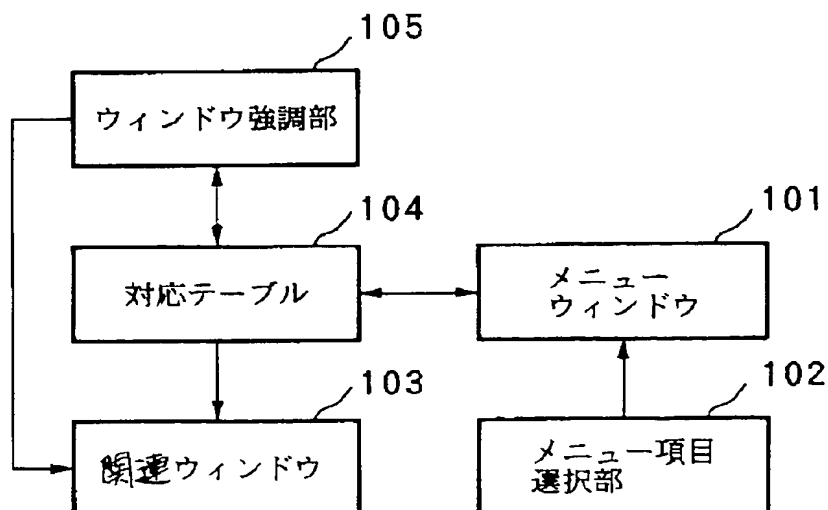 105
ウィンドウ強調部
104
対応テーブル
101
メニュー
ウィンドウ
103
関連ウィンドウ
102
メニュー項目
選択部